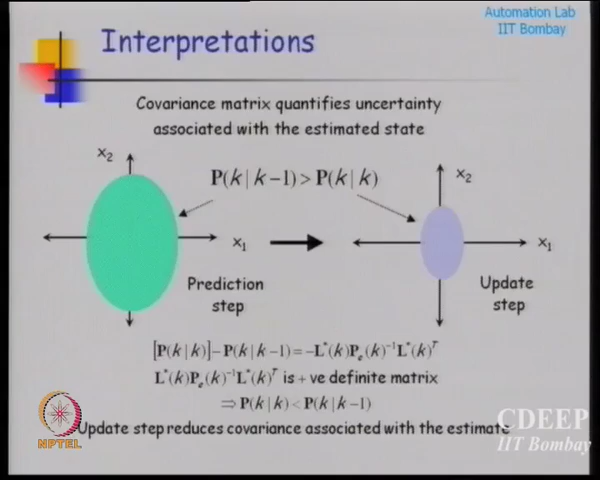 Automation Lab
IIT Bombay
Interpretations
Covariance matrix quantifies uncertainty
associated with the estimated state
x₂
P(k | k−1) > P(k | k)
x₂
x₁
x₁
Prediction
step
Update
step
[P(k | k)]−P(k | k−1) = −L*(k)Pₑ(k)⁻¹L*(k)ᵀ
L*(k)Pₑ(k)⁻¹L*(k)ᵀ is +ve definite matrix
⇒ P(k | k) < P(k | k−1)
Update step reduces covariance associated with the estimate
NPTEL
CDEEP
IIT Bombay